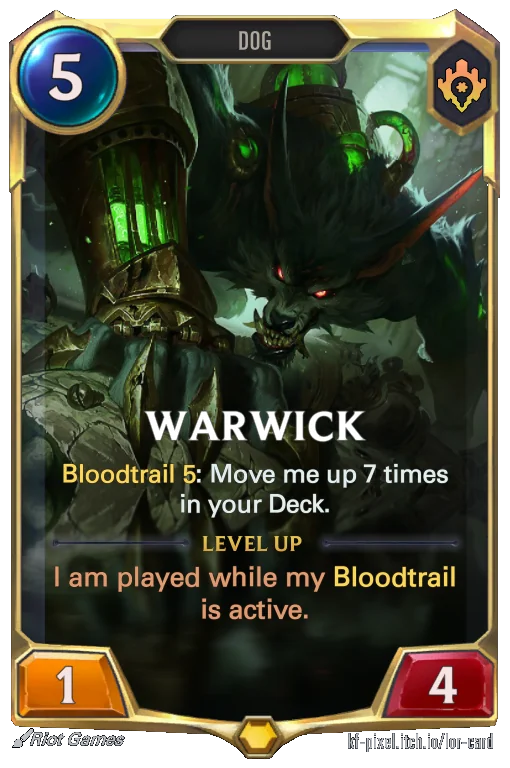 5
DOG
WARWICK
Bloodtrail 5: Move me up 7 times
in your Deck.
LEVEL UP
I am played while my Bloodtrail
is active.
1
4
Riot Games
kf-pixel.itch.io/lor-card